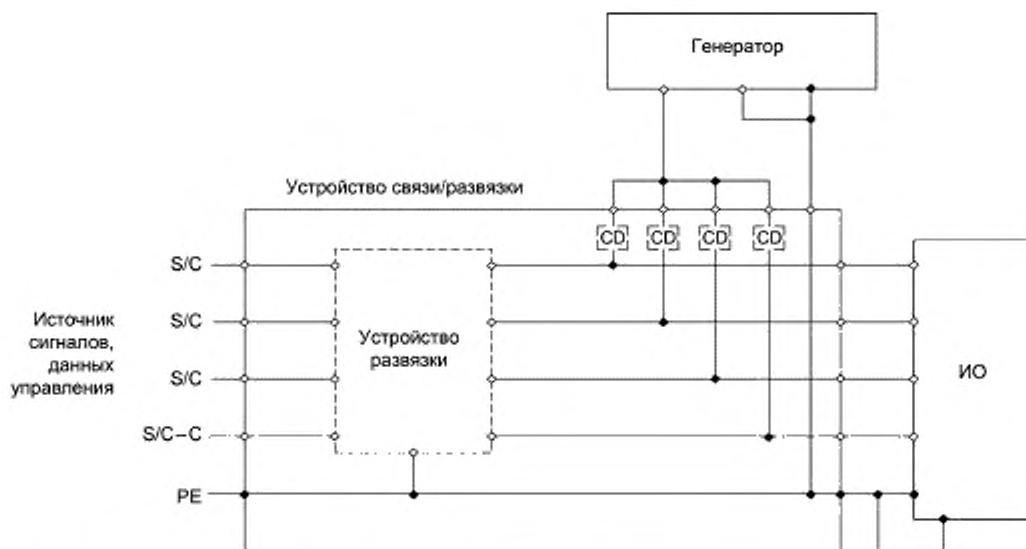 Генератор
Устройство связи/развязки
CD CD CD CD
S/C
S/C
S/C
S/C–C
PE
Источник
сигналов,
данных
управления
Устройство
развязки
ИО